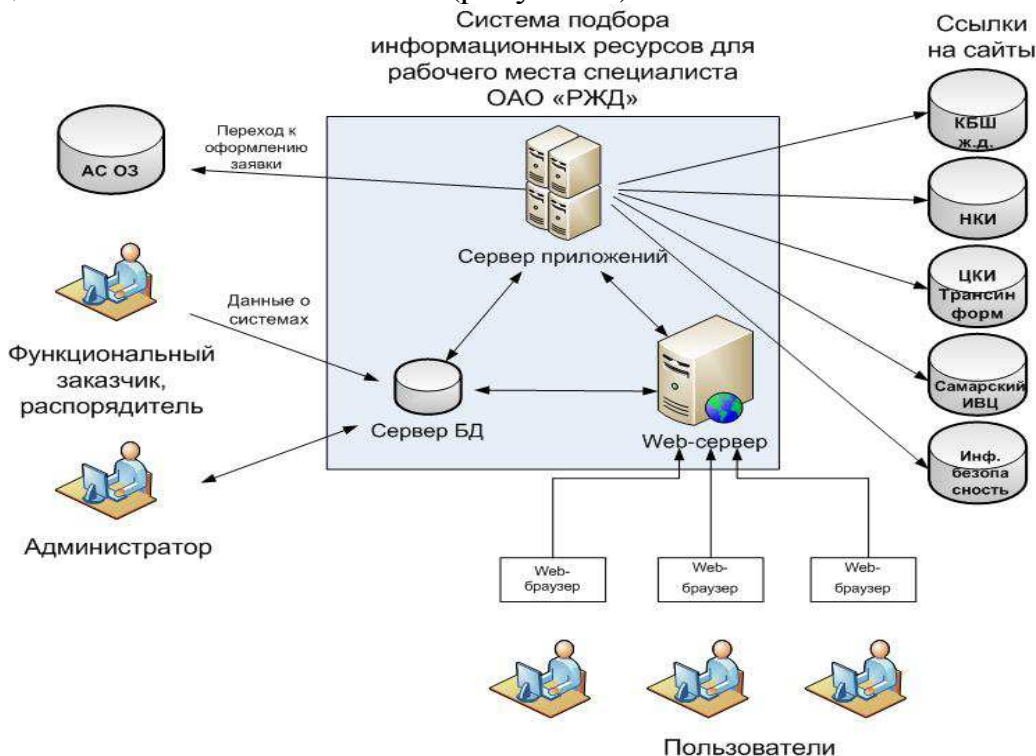 Система подбора
информационных ресурсов для
рабочего места специалиста
ОАО «РЖД»
Ссылки
на сайты
Переход к
оформлению
заявки
АС ОЗ
КБШ
ж.д.
НКИ
Сервер приложений
ЦКИ
Трансин
форм
Данные о
системах
Функциональный
заказчик,
распорядитель
Самарский
ИВЦ
Сервер БД
Web-сервер
Инф.
безопа
сность
Администратор
Web-
браузер
Web-
браузер
Web-
браузер
Пользователи